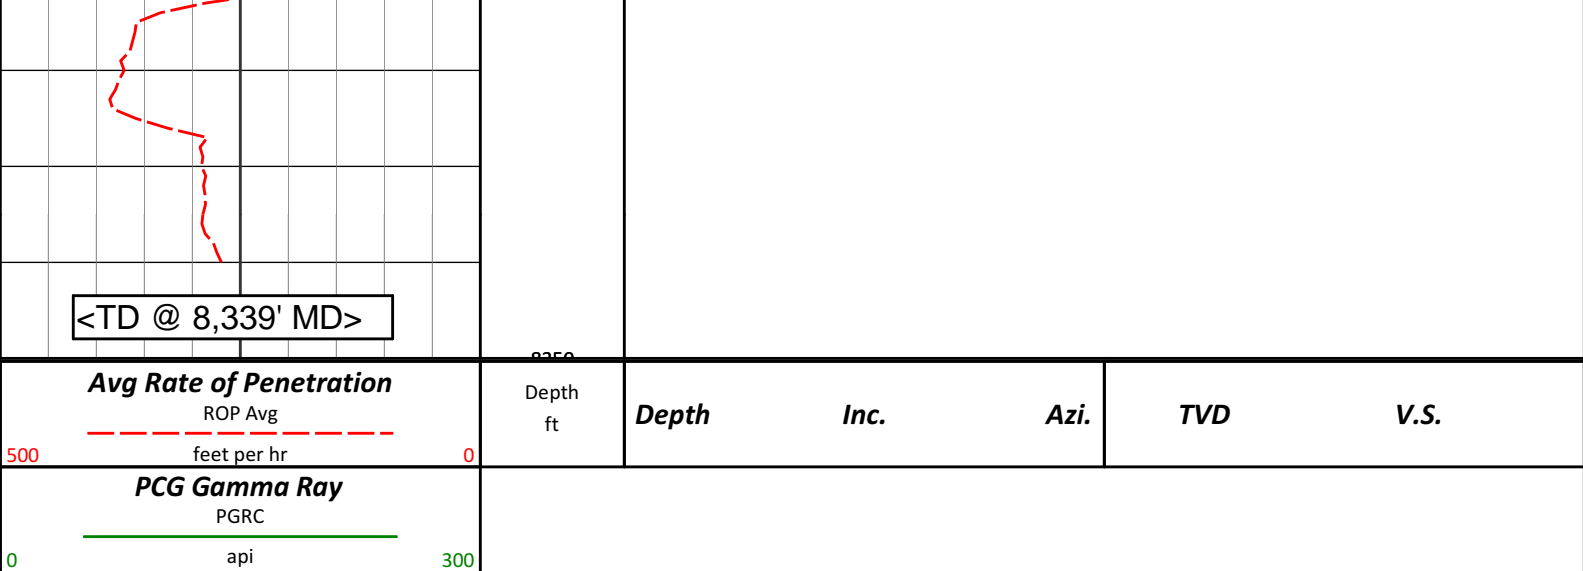 <TD @ 8,339' MD>
8350
Avg Rate of Penetration
ROP Avg
500 feet per hr 0
Depth
ft
Depth Inc. Azi. TVD V.S.
PCG Gamma Ray
PGRC
0 api 300